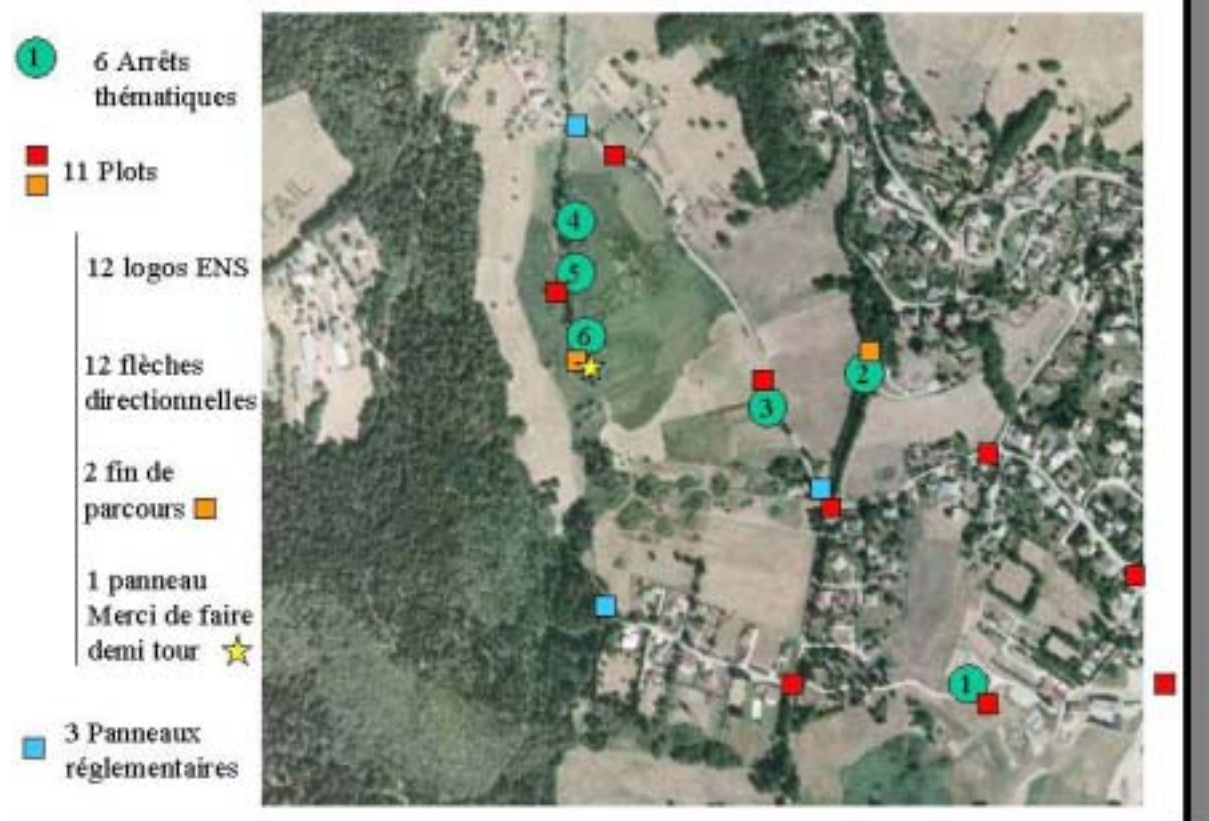 1
6 Arrêts
thématiques
11 Plots
12 logos ENS
12 flèches
directionnelles
2 fin de
parcours
1 panneau
Merci de faire
demi tour
3 Panneaux
réglementaires
4
5
6
2
3
1